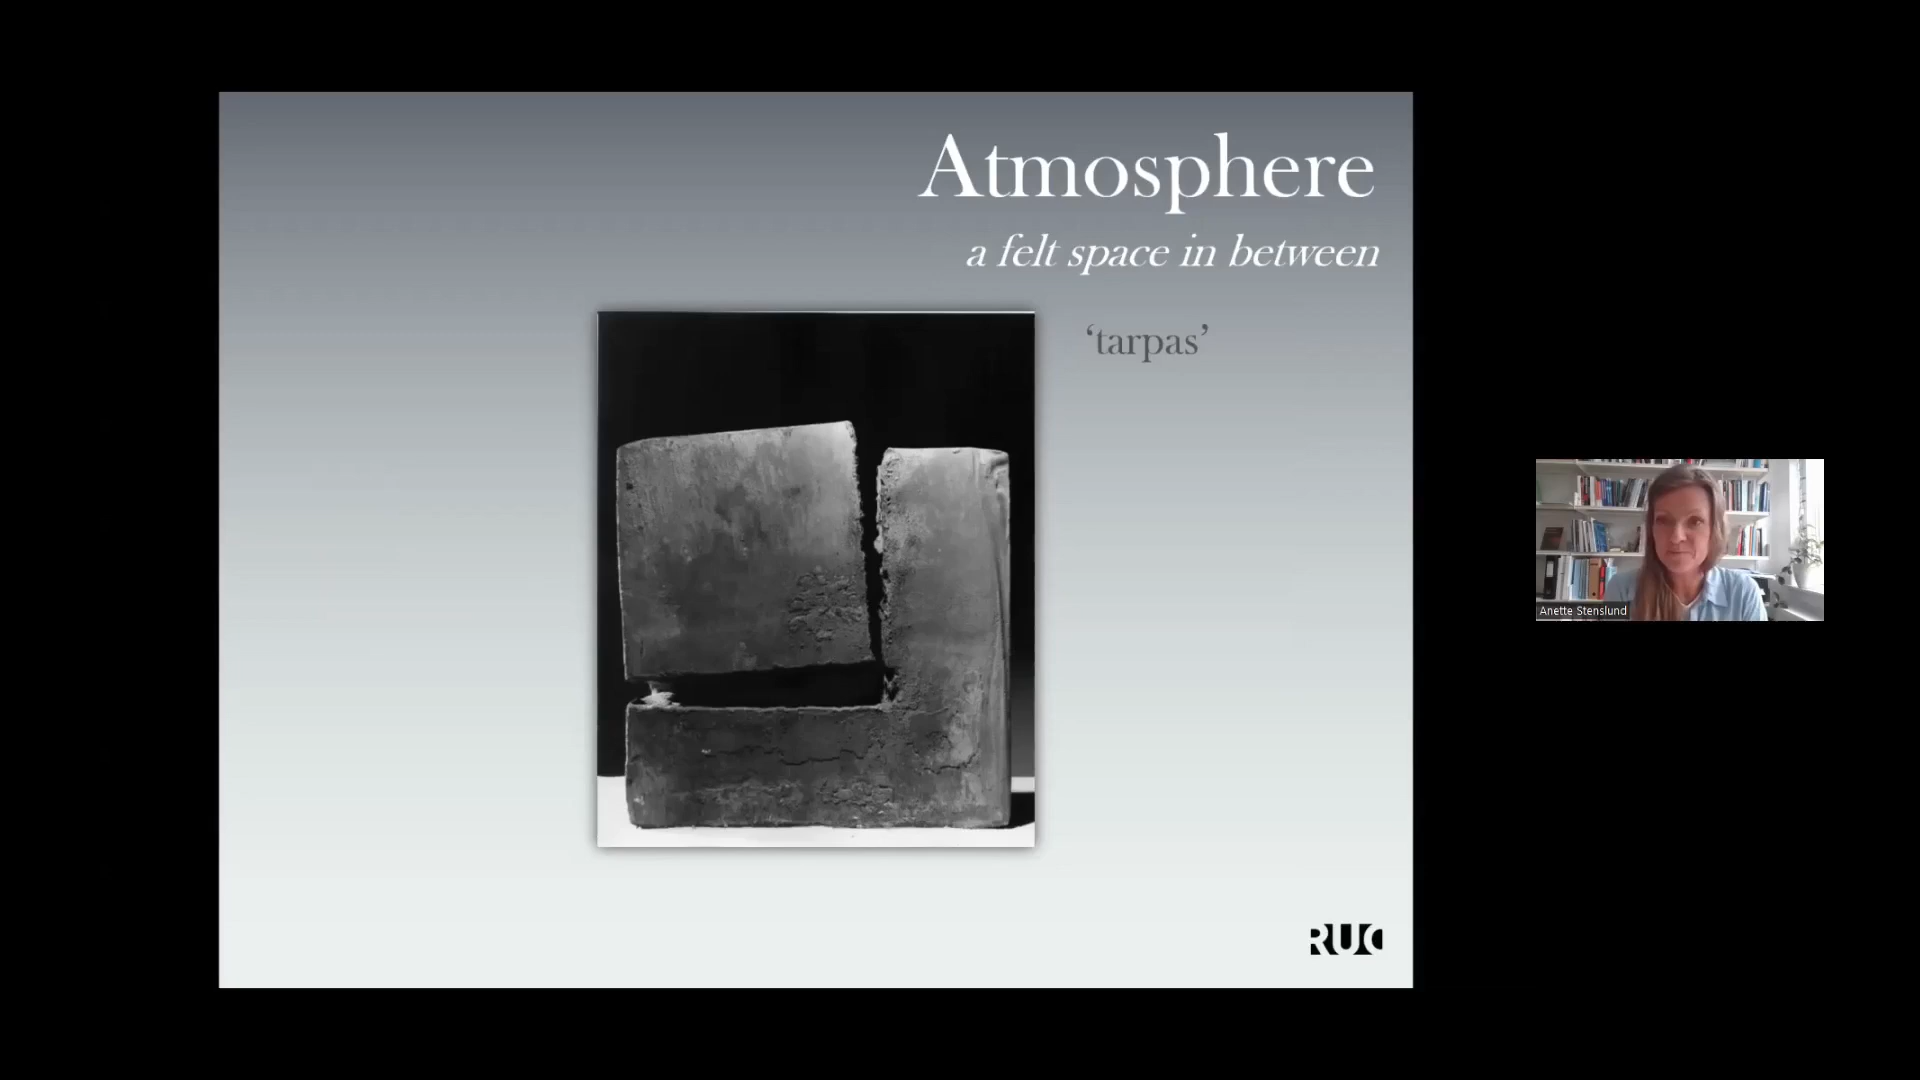 Atmosphere
a felt space in between
‘tarpas’
RUC
Anette Stenslund